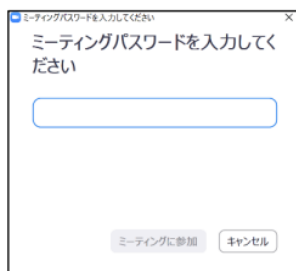 ミーティングパスワードを入力してください
ミーティングパスワードを入力してく
ださい
ミーティングに参加
キャンセル